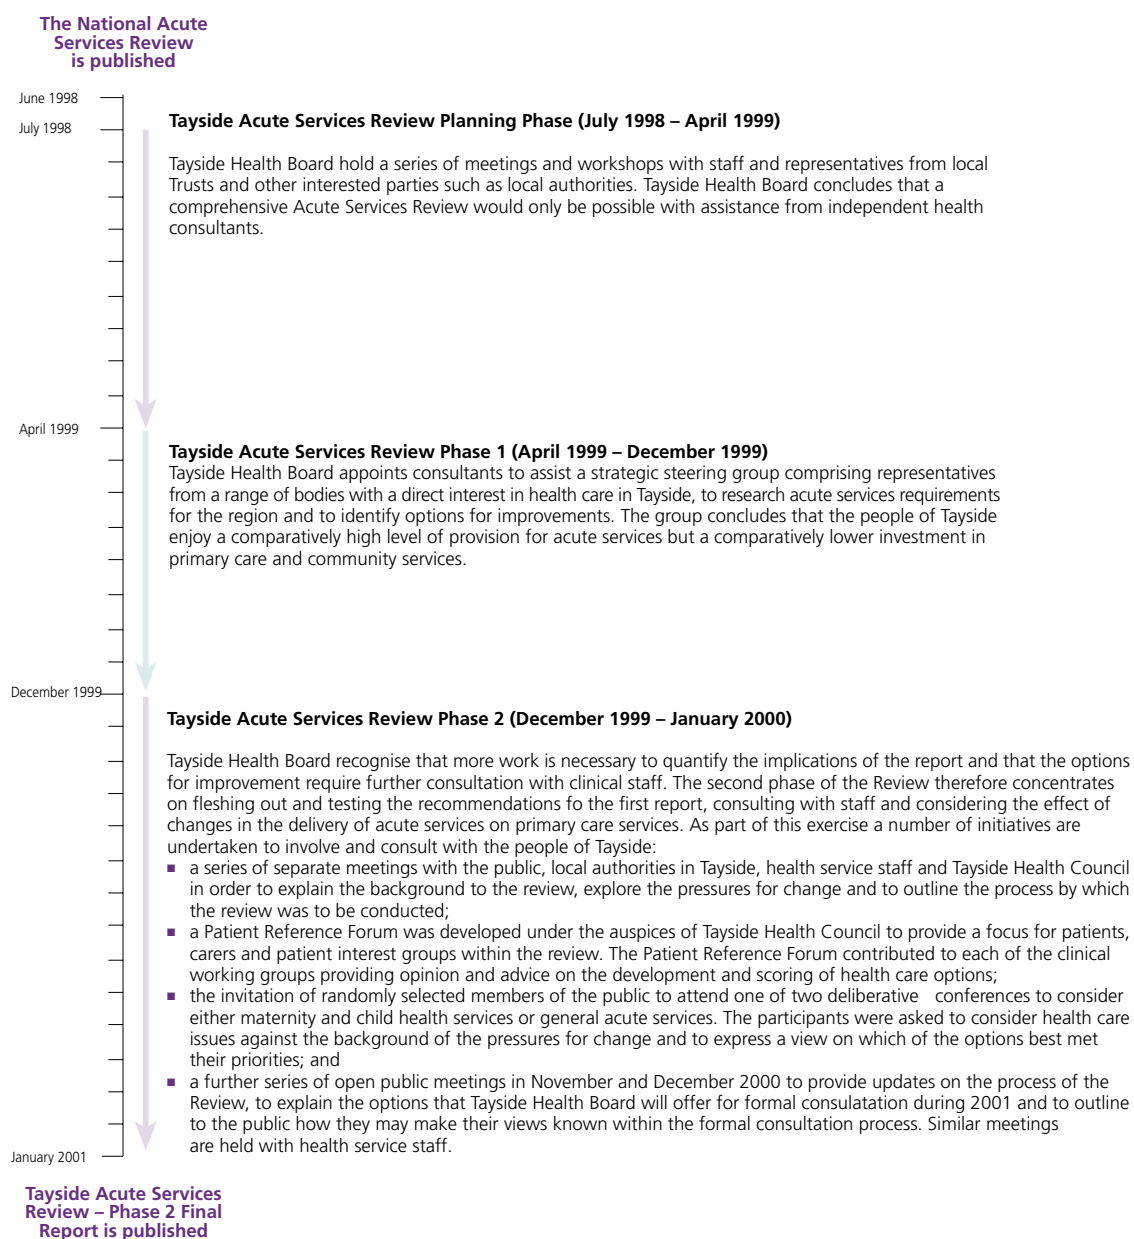 The National Acute
Services Review
is published
June 1998
July 1998
Tayside Acute Services Review Planning Phase (July 1998 – April 1999)
Tayside Health Board hold a series of meetings and workshops with staff and representatives from local
Trusts and other interested parties such as local authorities. Tayside Health Board concludes that a
comprehensive Acute Services Review would only be possible with assistance from independent health
consultants.
April 1999
Tayside Acute Services Review Phase 1 (April 1999 – December 1999)
Tayside Health Board appoints consultants to assist a strategic steering group comprising representatives
from a range of bodies with a direct interest in health care in Tayside, to research acute services requirements
for the region and to identify options for improvements. The group concludes that the people of Tayside
enjoy a comparatively high level of provision for acute services but a comparatively lower investment in
primary care and community services.
December 1999
Tayside Acute Services Review Phase 2 (December 1999 – January 2000)
Tayside Health Board recognise that more work is necessary to quantify the implications of the report and that the options
for improvement require further consultation with clinical staff. The second phase of the Review therefore concentrates
on fleshing out and testing the recommendations fo the first report, consulting with staff and considering the effect of
changes in the delivery of acute services on primary care services. As part of this exercise a number of initiatives are
undertaken to involve and consult with the people of Tayside:
■ a series of separate meetings with the public, local authorities in Tayside, health service staff and Tayside Health Council
in order to explain the background to the review, explore the pressures for change and to outline the process by which
the review was to be conducted;
■ a Patient Reference Forum was developed under the auspices of Tayside Health Council to provide a focus for patients,
carers and patient interest groups within the review. The Patient Reference Forum contributed to each of the clinical
working groups providing opinion and advice on the development and scoring of health care options;
■ the invitation of randomly selected members of the public to attend one of two deliberative conferences to consider
either maternity and child health services or general acute services. The participants were asked to consider health care
issues against the background of the pressures for change and to express a view on which of the options best met
their priorities; and
■ a further series of open public meetings in November and December 2000 to provide updates on the process of the
Review, to explain the options that Tayside Health Board will offer for formal consulatation during 2001 and to outline
to the public how they may make their views known within the formal consultation process. Similar meetings
are held with health service staff.
January 2001
Tayside Acute Services
Review – Phase 2 Final
Report is published